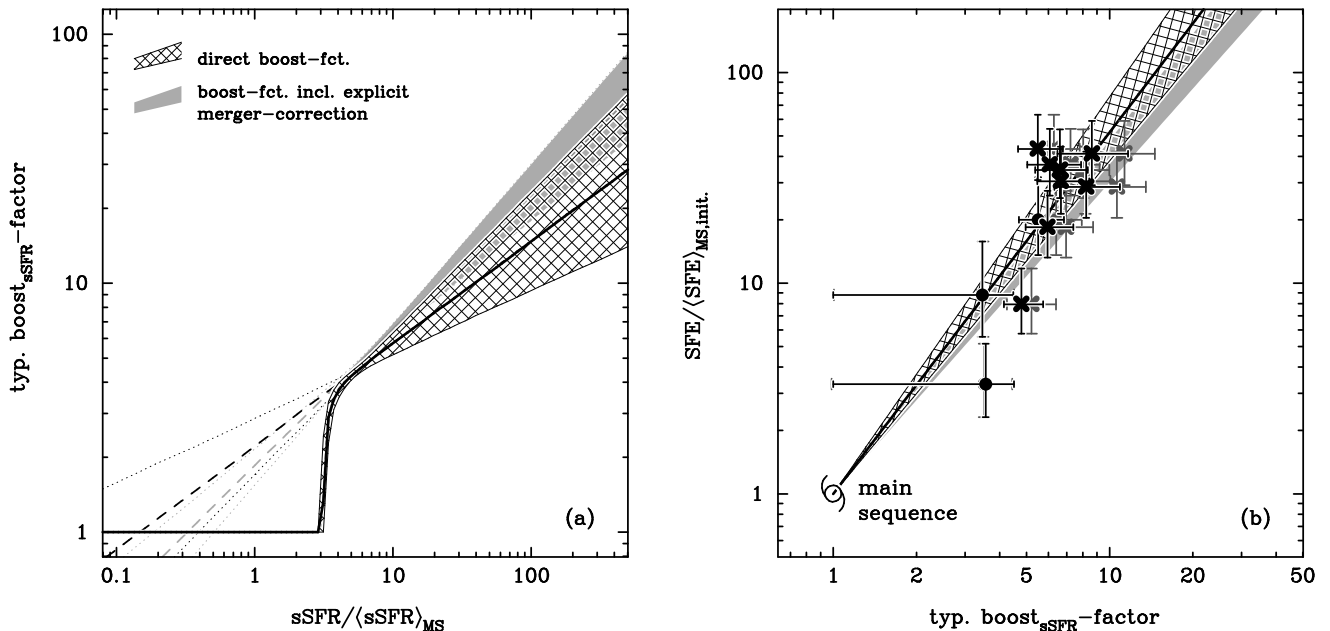 100
10
1
typ. boost_sSFR−factor
direct boost−fct.
boost−fct. incl. explicit
merger−correction
(a)
0.1 1 10 100
sSFR/⟨sSFR⟩_MS
100
10
1
SFE/⟨SFE⟩_MS,init.
main
sequence
(b)
1 2 5 10 20 50
typ. boost_sSFR−factor